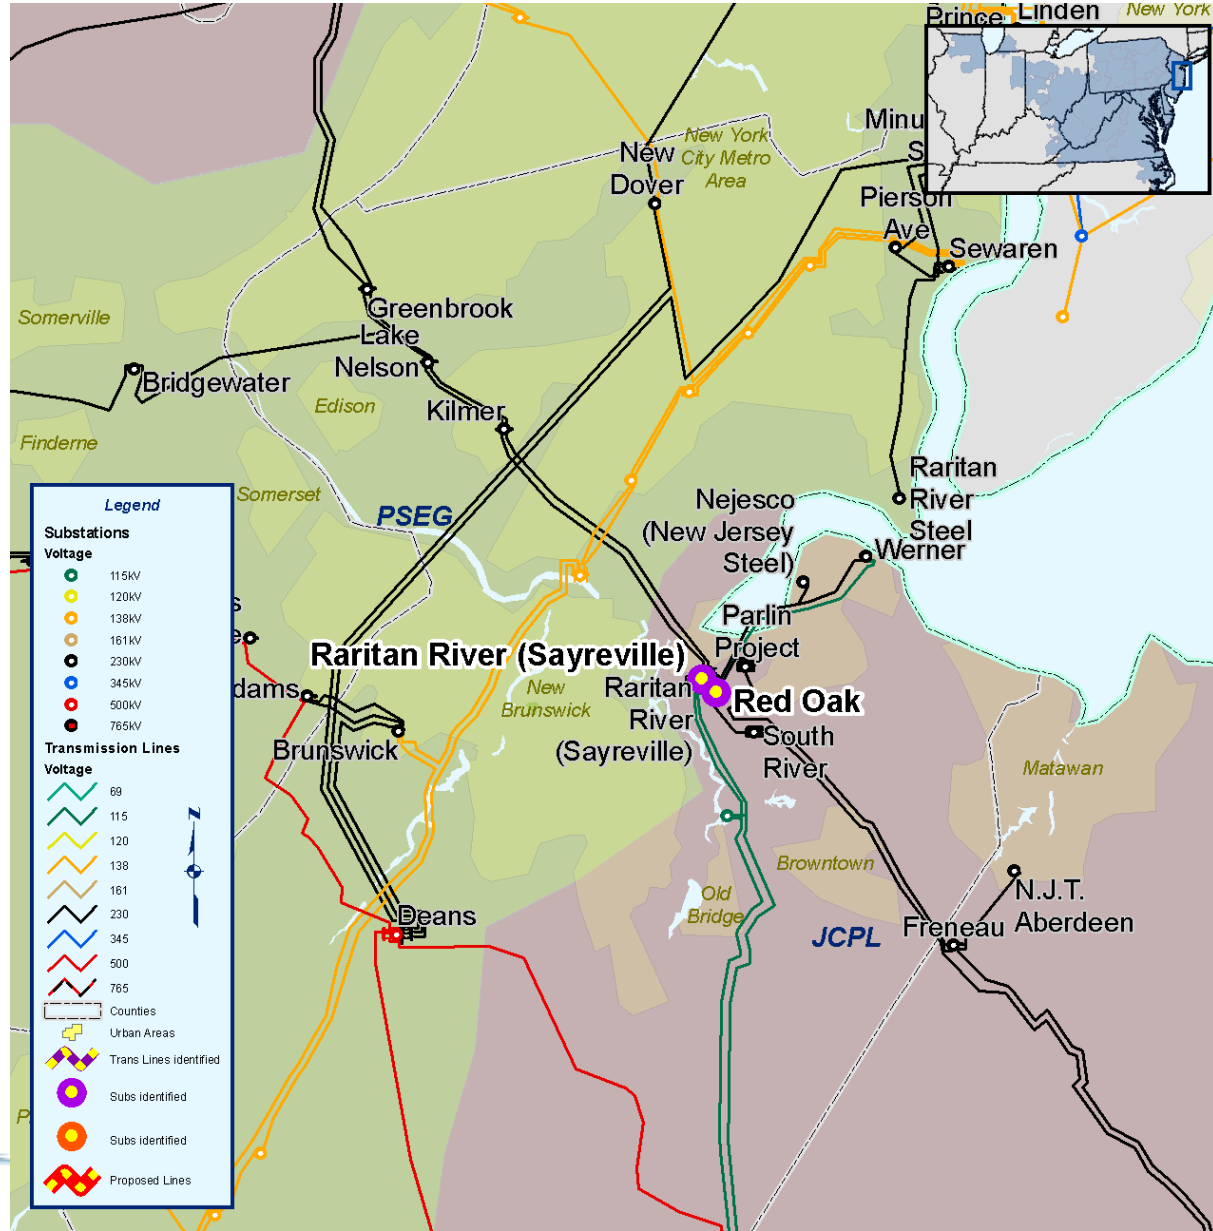 Prince
Linden
New York
Minu
S
New York
City Metro
Area
New
Dover
Pierson
Ave
Sewaren
Greenbrook
Lake
Nelson
Somerville
Bridgewater
Edison
Kilmer
Finderne
Somerset
PSEG
Raritan
River
Steel
Nejesco
(New Jersey
Steel)
Werner
Parlin
Project
Raritan River (Sayreville)
Red Oak
Raritan
River
(Sayreville)
South
River
New
Brunswick
dams
Brunswick
Matawan
Browntown
Old
Bridge
N.J.T.
Aberdeen
Freneau
JCPL
Deans
Legend
Substations
Voltage
115kV
120kV
138kV
161kV
230kV
345kV
500kV
765kV
Transmission Lines
Voltage
69
115
120
138
161
230
345
500
765
N
Counties
Urban Areas
Trans Lines identified
Subs identified
Subs identified
Proposed Lines